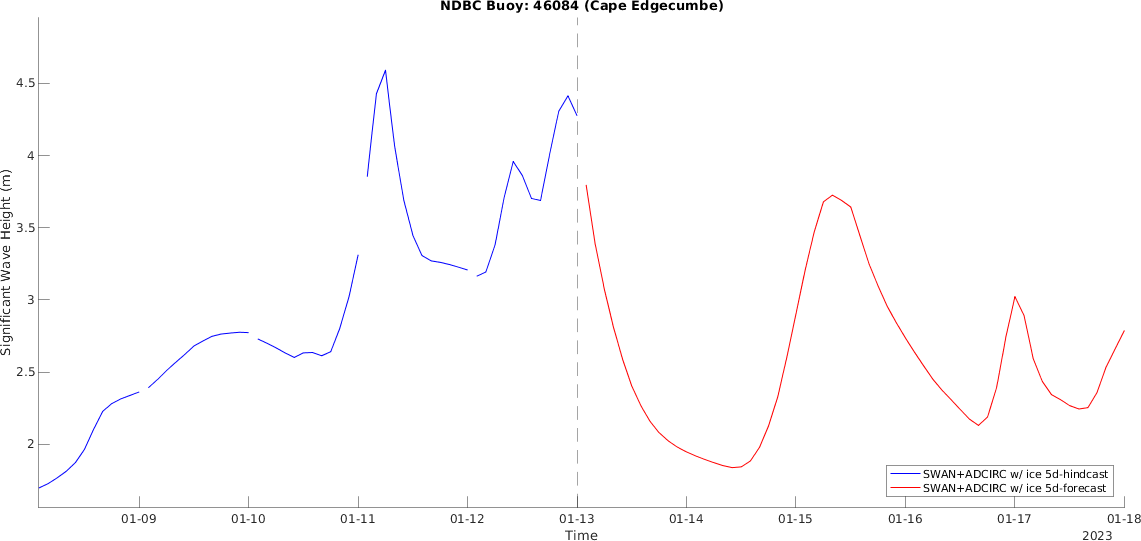 NDBC Buoy: 46084 (Cape Edgecumbe)
Significant Wave Height (m)
4.5
4
3.5
3
2.5
2
SWAN+ADCIRC w/ ice 5d-hindcast
SWAN+ADCIRC w/ ice 5d-forecast
01-09 01-10 01-11 01-12 01-13 01-14 01-15 01-16 01-17 01-18
Time
2023